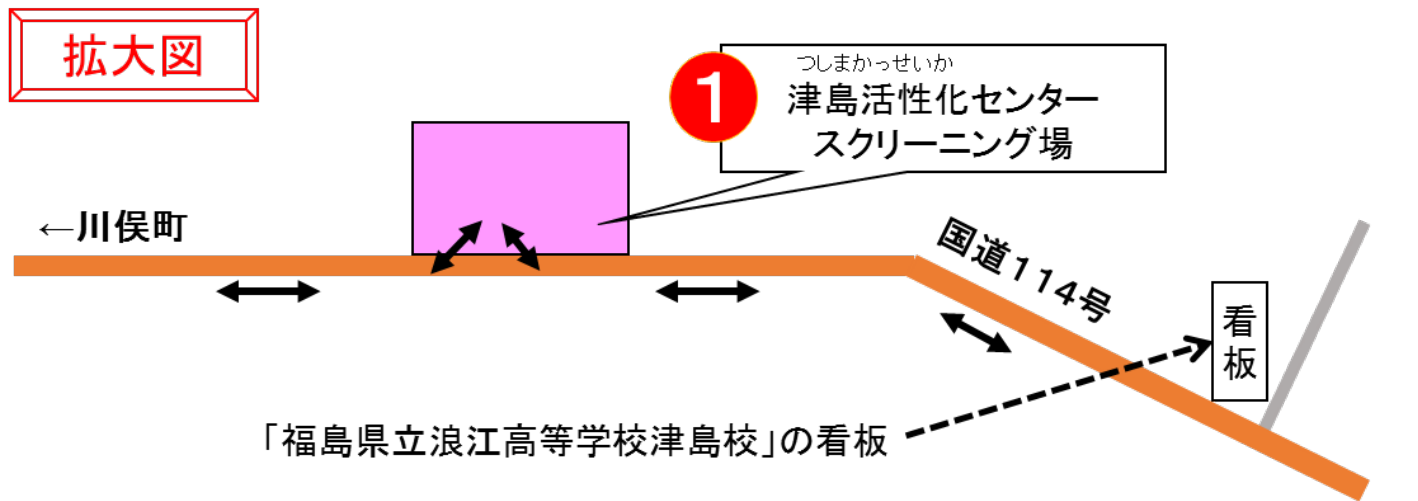 拡大図
1
つしまかっせいか
津島活性化センター
スクリーニング場
←川俣町
国道114号
看板
「福島県立浪江高等学校津島校」の看板